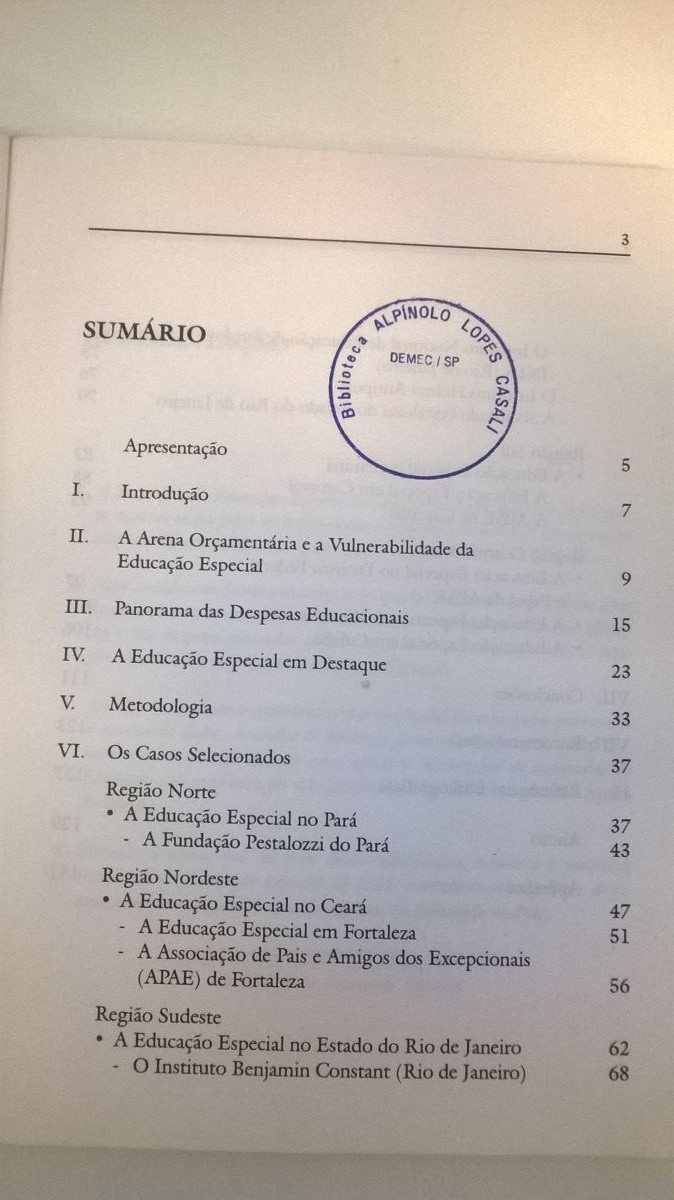 3
SUMÁRIO
Biblioteca ALPÍNOLO LOPES CASALI
DEMEC / SP
Apresentação 5
I. Introdução 7
II. A Arena Orçamentária e a Vulnerabilidade da
Educação Especial 9
III. Panorama das Despesas Educacionais 15
IV. A Educação Especial em Destaque 23
V. Metodologia 33
VI. Os Casos Selecionados 37
Região Norte
• A Educação Especial no Pará 37
- A Fundação Pestalozzi do Pará 43
Região Nordeste
• A Educação Especial no Ceará 47
- A Educação Especial em Fortaleza 51
- A Associação de Pais e Amigos dos Excepcionais
(APAE) de Fortaleza 56
Região Sudeste
• A Educação Especial no Estado do Rio de Janeiro 62
- O Instituto Benjamin Constant (Rio de Janeiro) 68